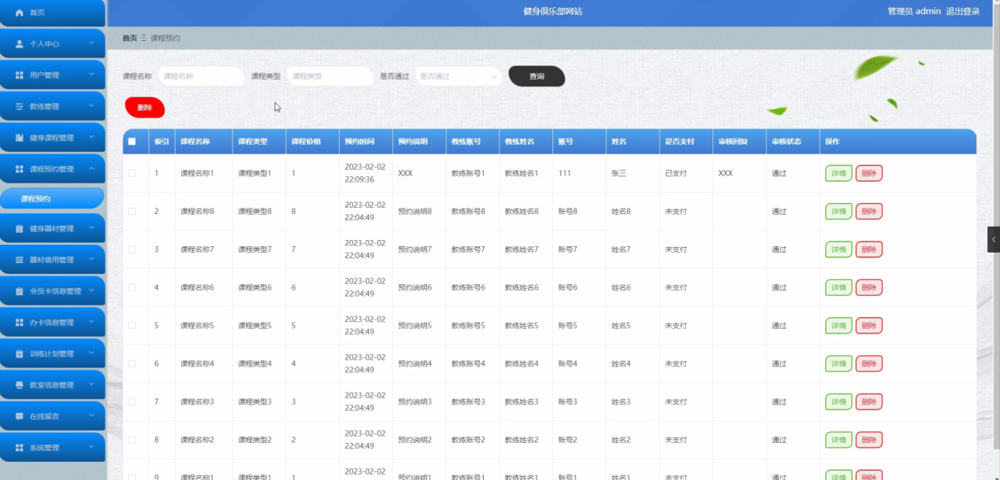 健身俱乐部网站
管理员 admin 退出登录
首页
个人中心
用户管理
教练管理
健身课程管理
课程预约管理
课程预约
健身器材管理
器材借用管理
会员卡信息管理
办卡信息管理
训练计划管理
教室信息管理
在线留言
系统管理
首页 Ξ 课程预约
课程名称 课程名称 课程类型 课程类型 是否通过 是否通过 查询
删除
索引 课程名称 课程类型 课程价格 预约时间 预约说明 教练账号 教练姓名 账号 姓名 是否支付 审核回复 审核状态 操作
1 课程名称1 课程类型1 1 2023-02-02 22:09:36 XXX 教练账号1 教练姓名1 111 张三 已支付 XXX 通过 详情 删除
2 课程名称8 课程类型8 8 2023-02-02 22:04:49 预约说明8 教练账号8 教练姓名8 账号8 姓名8 未支付 通过 详情 删除
3 课程名称7 课程类型7 7 2023-02-02 22:04:49 预约说明7 教练账号7 教练姓名7 账号7 姓名7 未支付 通过 详情 删除
4 课程名称6 课程类型6 6 2023-02-02 22:04:49 预约说明6 教练账号6 教练姓名6 账号6 姓名6 未支付 通过 详情 删除
5 课程名称5 课程类型5 5 2023-02-02 22:04:49 预约说明5 教练账号5 教练姓名5 账号5 姓名5 未支付 通过 详情 删除
6 课程名称4 课程类型4 4 2023-02-02 22:04:49 预约说明4 教练账号4 教练姓名4 账号4 姓名4 未支付 通过 详情 删除
7 课程名称3 课程类型3 3 2023-02-02 22:04:49 预约说明3 教练账号3 教练姓名3 账号3 姓名3 未支付 通过 详情 删除
8 课程名称2 课程类型2 2 2023-02-02 22:04:49 预约说明2 教练账号2 教练姓名2 账号2 姓名2 未支付 通过 详情 删除
9 课程名称1 课程类型1 1 2023-02-02 预约说明1 教练账号1 教练姓名1 账号1 姓名1 未支付 通过 详情 删除